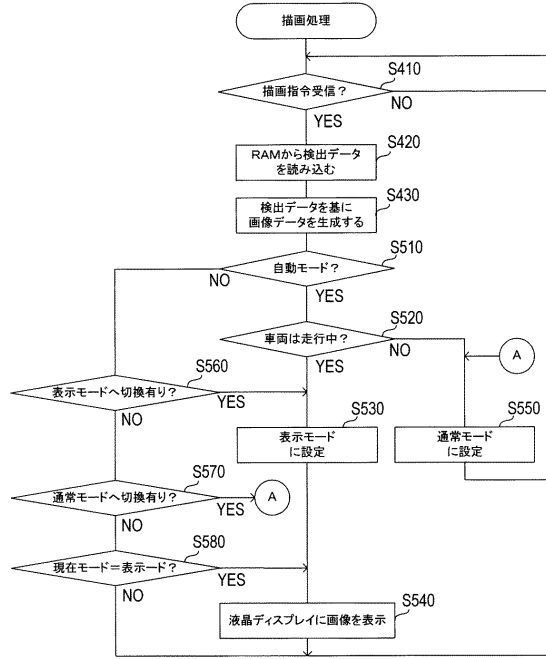 描画処理
S410
描画指令受信？
NO
YES
S420
RAMから検出データ
を読み込む
S430
検出データを基に
画像データを生成する
S510
自動モード？
NO
YES
S520
車両は走行中？
NO
YES
A
S560
表示モードへ切換有り？
YES
NO
S530
表示モード
に設定
S550
通常モード
に設定
S570
通常モードへ切換有り？
YES
A
NO
S580
現在モード＝表示ード？
YES
NO
S540
液晶ディスプレイに画像を表示